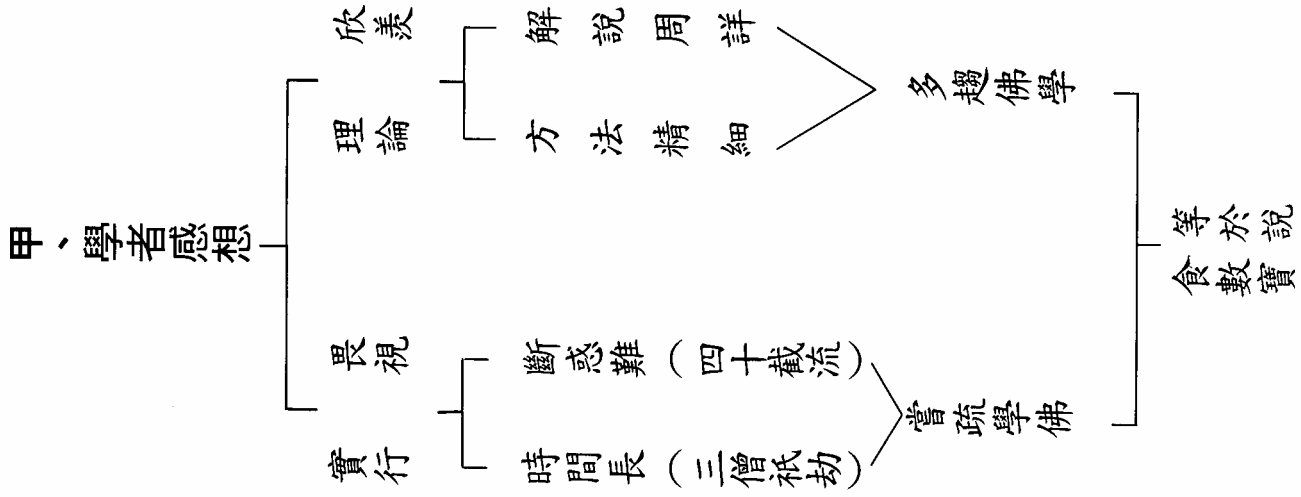 甲、學者感想
欣羨
理論
解說周詳
方法精細
多趨佛學
畏視
實行
斷惑難(四十截流)
時間長(三僧祇劫)
嘗疏學佛
等於說
食數寶